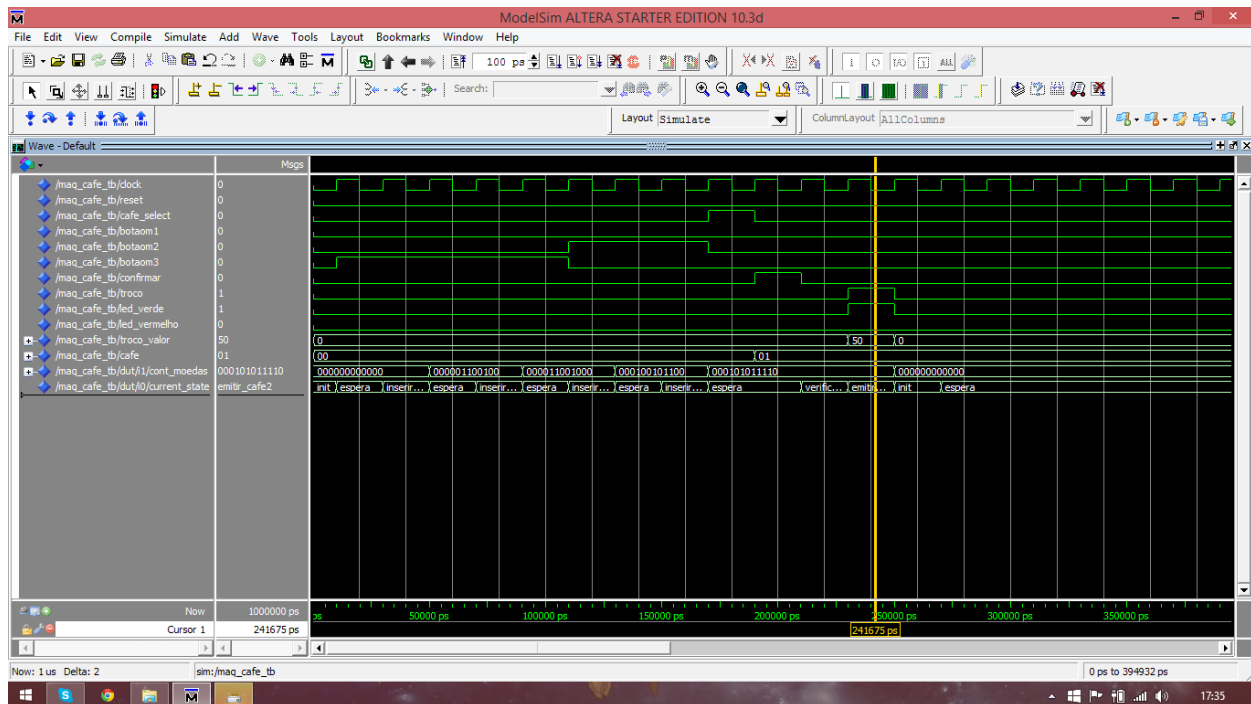 ModelSim ALTERA STARTER EDITION 10.3d
File Edit View Compile Simulate Add Wave Tools Layout Bookmarks Window Help
100 ps
Search:
Layout Simulate
ColumnLayout AllColumns
Wave - Default
Msgs
/maq_cafe_tb/clock 0
/maq_cafe_tb/reset 0
/maq_cafe_tb/cafe_select 0
/maq_cafe_tb/botaom1 0
/maq_cafe_tb/botaom2 0
/maq_cafe_tb/botaom3 0
/maq_cafe_tb/confirmar 0
/maq_cafe_tb/troco 1
/maq_cafe_tb/led_verde 1
/maq_cafe_tb/led_vermelho 0
/maq_cafe_tb/troco_valor 50 0 50 0
/maq_cafe_tb/cafe 01 00 01
/maq_cafe_tb/dut/i1/cont_moedas 000101011110 000000000000 000001100100 000011001000 000100101100 000101011110 000000000000
/maq_cafe_tb/dut/i0/current_state emitir_cafe2 init espera inserir... espera inserir... espera inserir... espera inserir... espera verific... emitir... init espera
Now 1000000 ps ps 50000 ps 100000 ps 150000 ps 200000 ps 250000 ps 300000 ps 350000 ps
Cursor 1 241675 ps 241675 ps
Now: 1 us Delta: 2 sim:/maq_cafe_tb 0 ps to 394932 ps
17:35